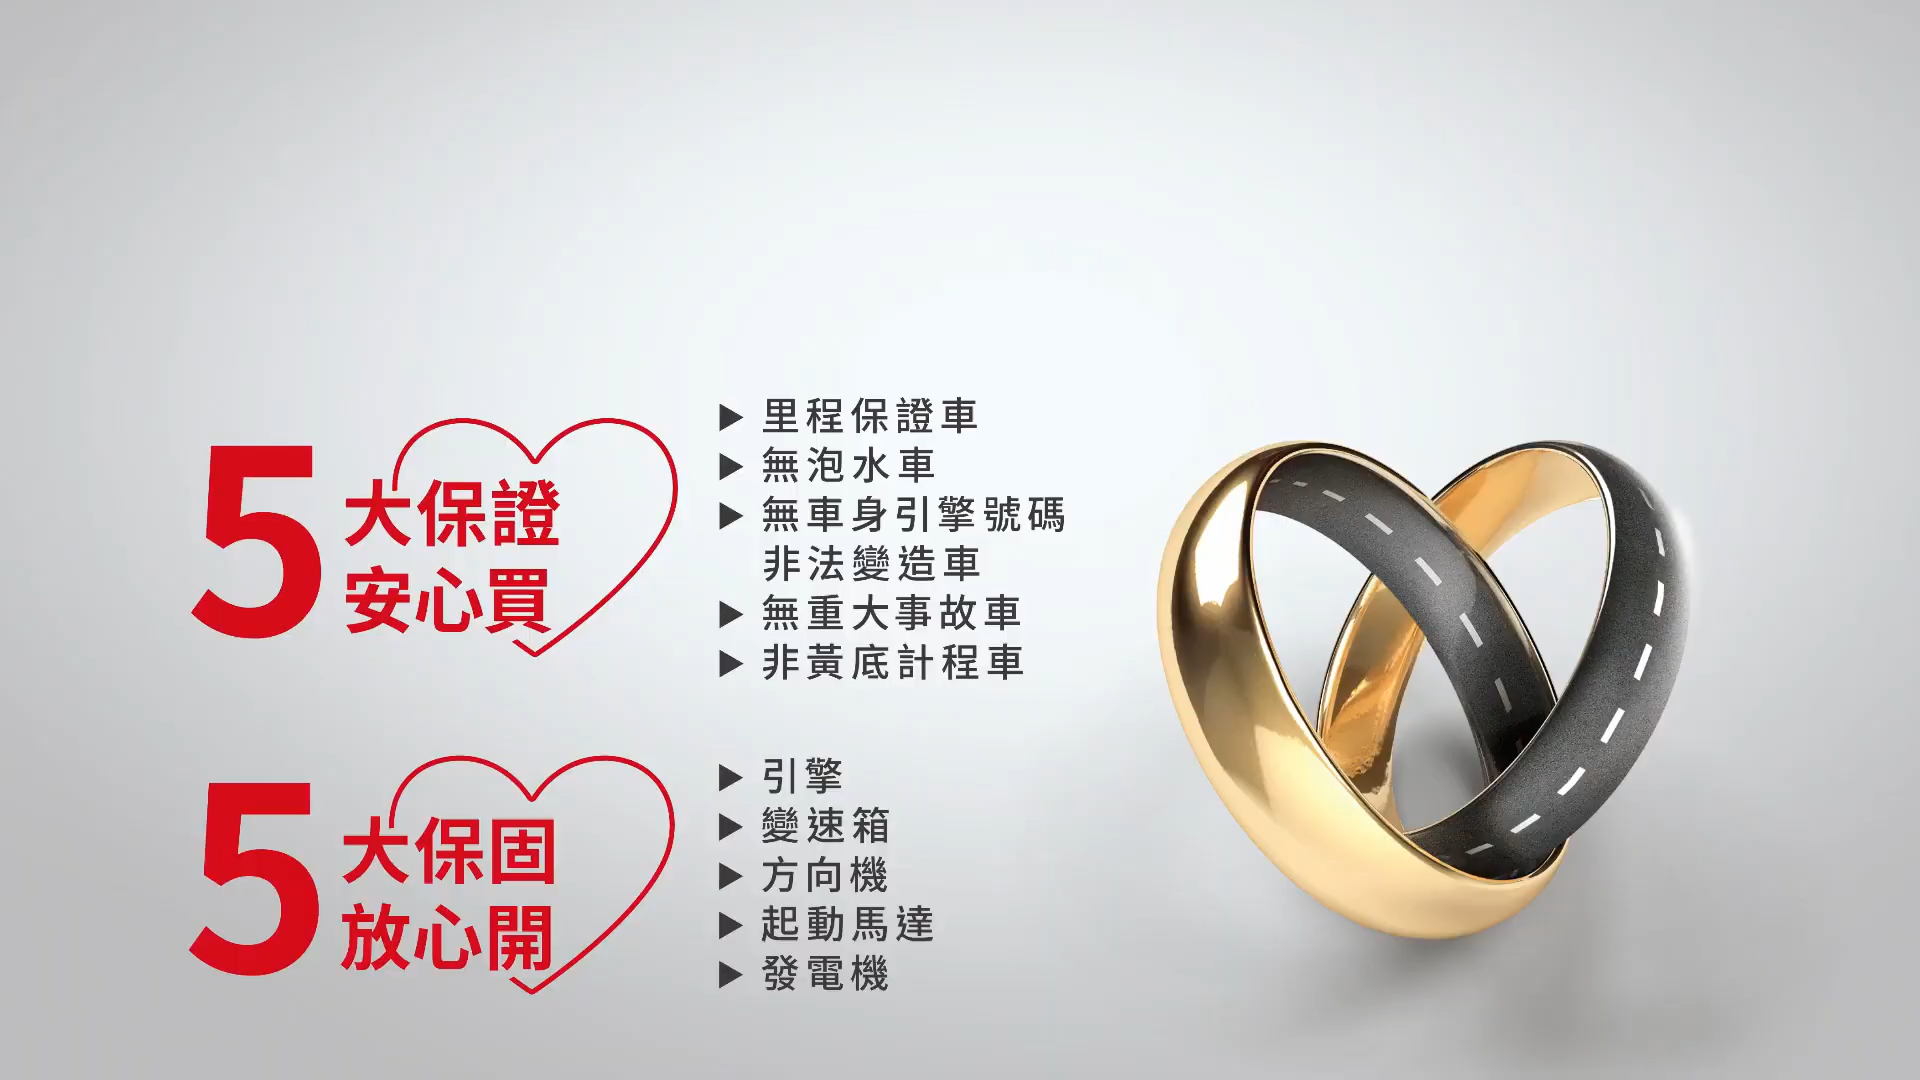 5大保證
安心買
▶ 里程保證車
▶ 無泡水車
▶ 無車身引擎號碼
非法變造車
▶ 無重大事故車
▶ 非黃底計程車
5大保固
放心開
▶ 引擎
▶ 變速箱
▶ 方向機
▶ 起動馬達
▶ 發電機